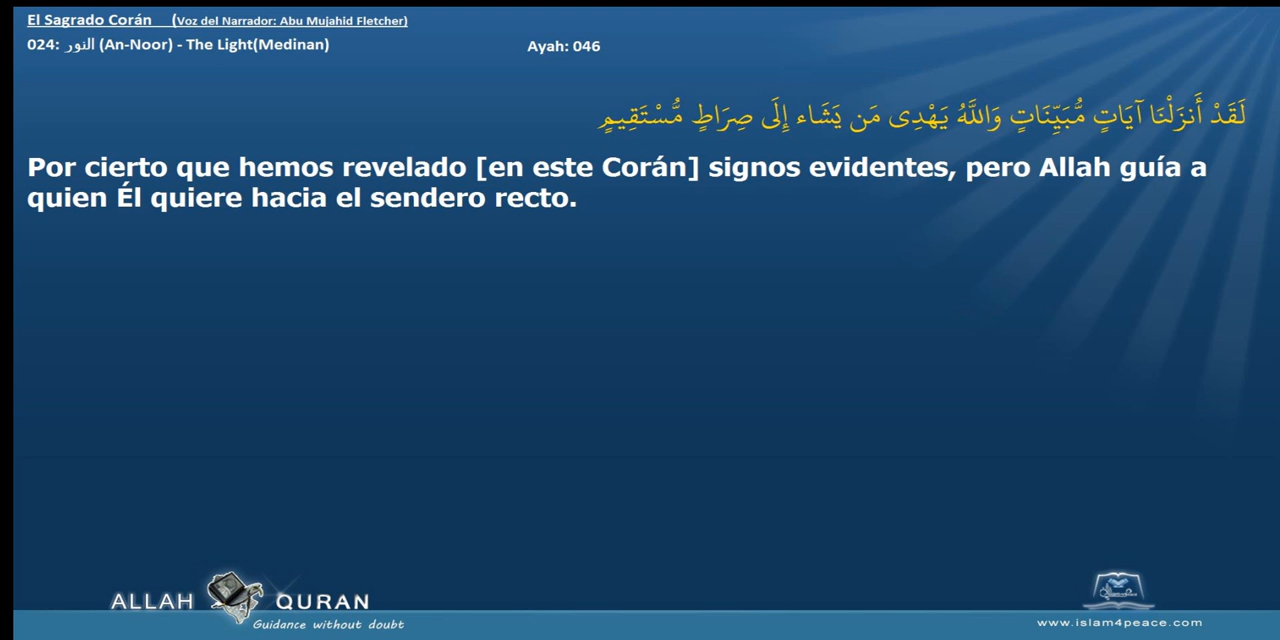 El Sagrado Corán (Voz del Narrador: Abu Mujahid Fletcher)
024: النور (An-Noor) - The Light(Medinan) Ayah: 046
لَقَدْ أَنزَلْنَا آيَاتٍ مُّبَيِّنَاتٍ وَاللَّهُ يَهْدِى مَن يَشَاء إِلَى صِرَاطٍ مُّسْتَقِيمٍ
Por cierto que hemos revelado [en este Corán] signos evidentes, pero Allah guía a
quien Él quiere hacia el sendero recto.
ALLAH QURAN
Guidance without doubt
www.islam4peace.com